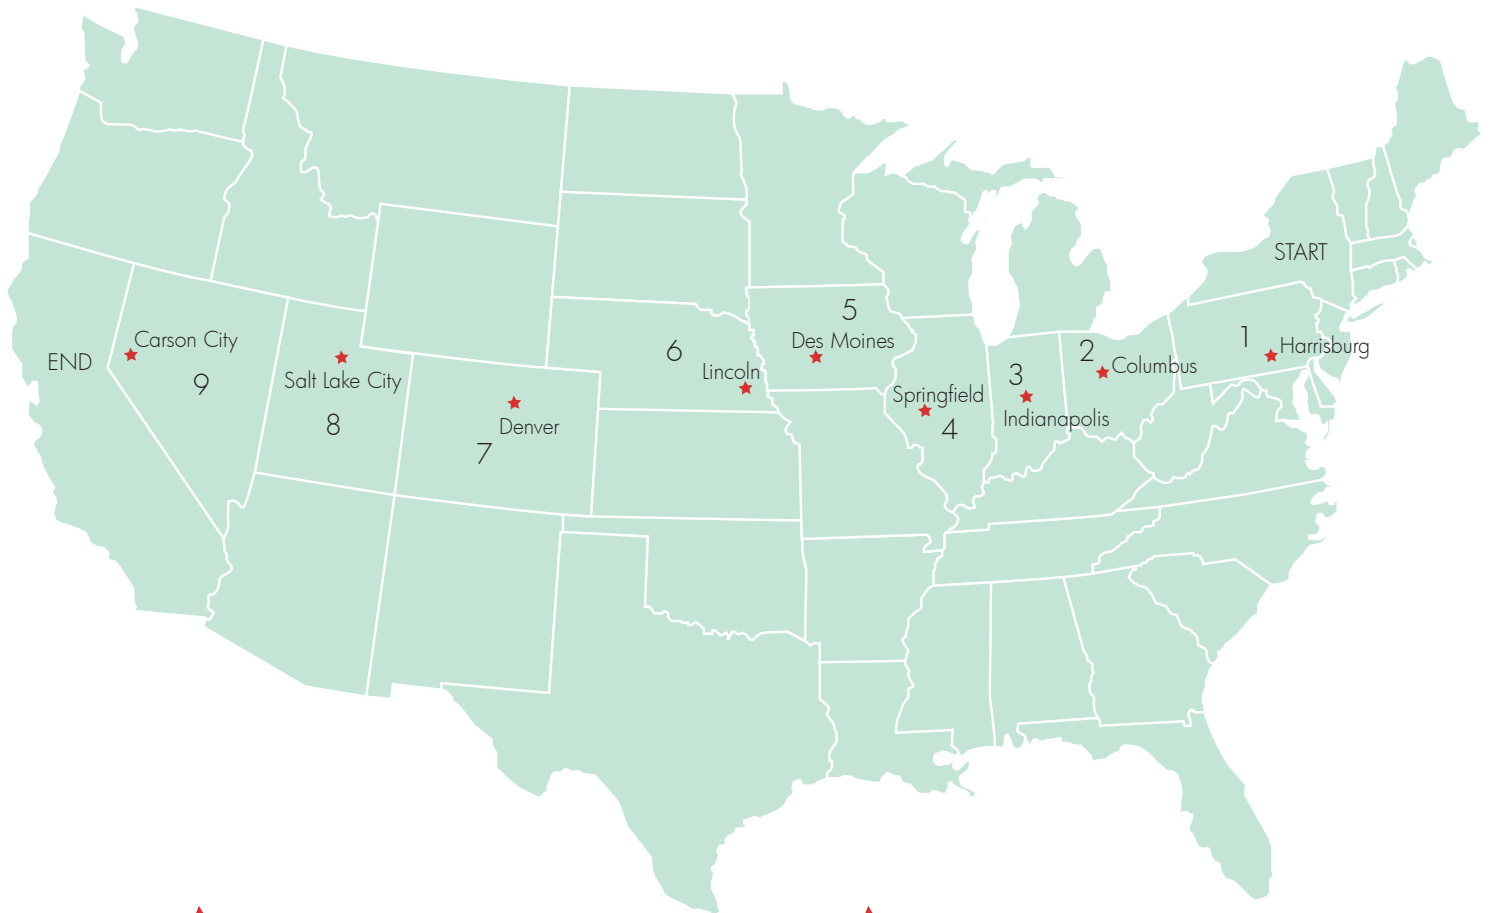 START
1
Harrisburg
2
Columbus
3
Indianapolis
Springfield
4
5
Des Moines
6
Lincoln
Denver
7
Salt Lake City
8
Carson City
9
END